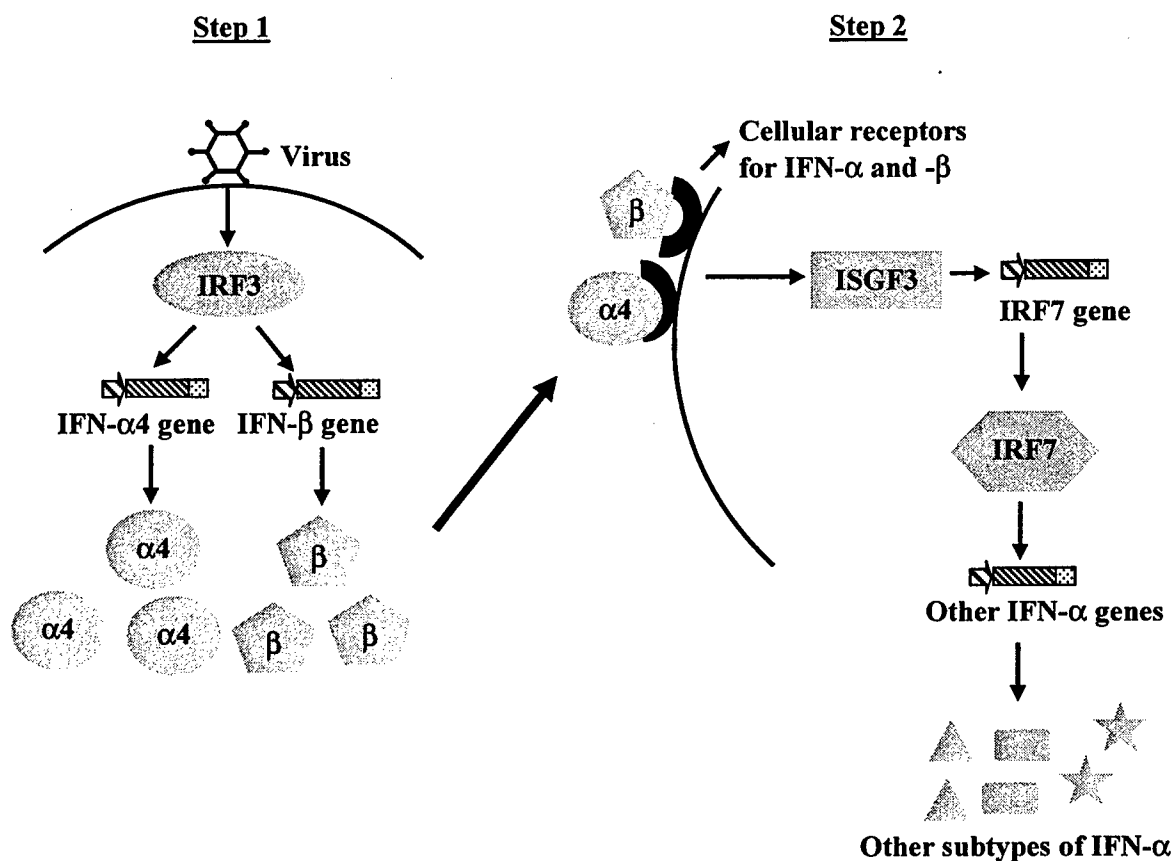 Step 1
Virus
IRF3
IFN-α4 gene
IFN-β gene
α4
β
α4
α4
β
β
Step 2
Cellular receptors
for IFN-α and -β
β
α4
ISGF3
IRF7 gene
IRF7
Other IFN-α genes
Other subtypes of IFN-α